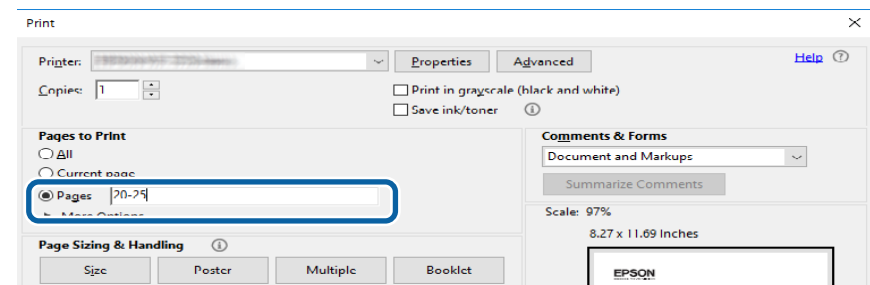 Print
Printer: Properties Advanced Help
Copies: 1 Print in grayscale (black and white)
Save ink/toner
Pages to Print Comments & Forms
All Document and Markups
Current page Summarize Comments
Pages 20-25
More Options
Scale: 97%
8.27 x 11.69 Inches
Page Sizing & Handling
Size Poster Multiple Booklet EPSON